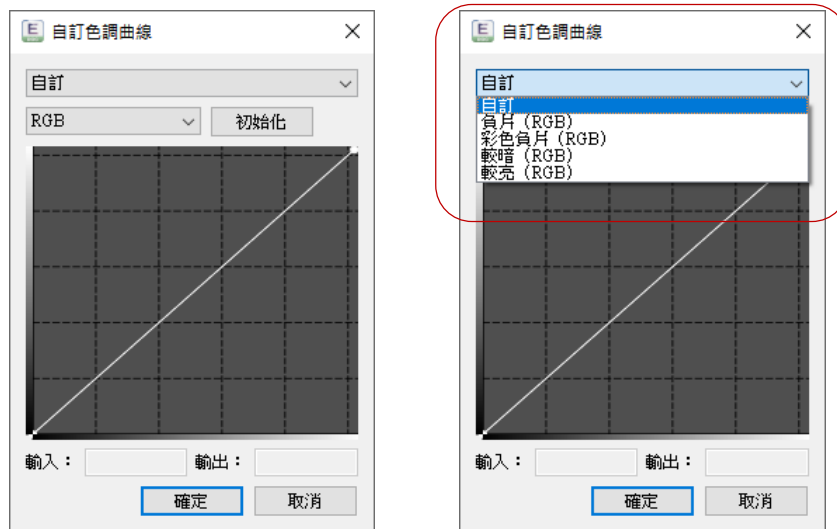 自訂色調曲線
自訂
RGB
初始化
輸入：
輸出：
確定
取消
自訂色調曲線
自訂
自訂
負片 (RGB)
彩色負片 (RGB)
較暗 (RGB)
較亮 (RGB)
輸入：
輸出：
確定
取消